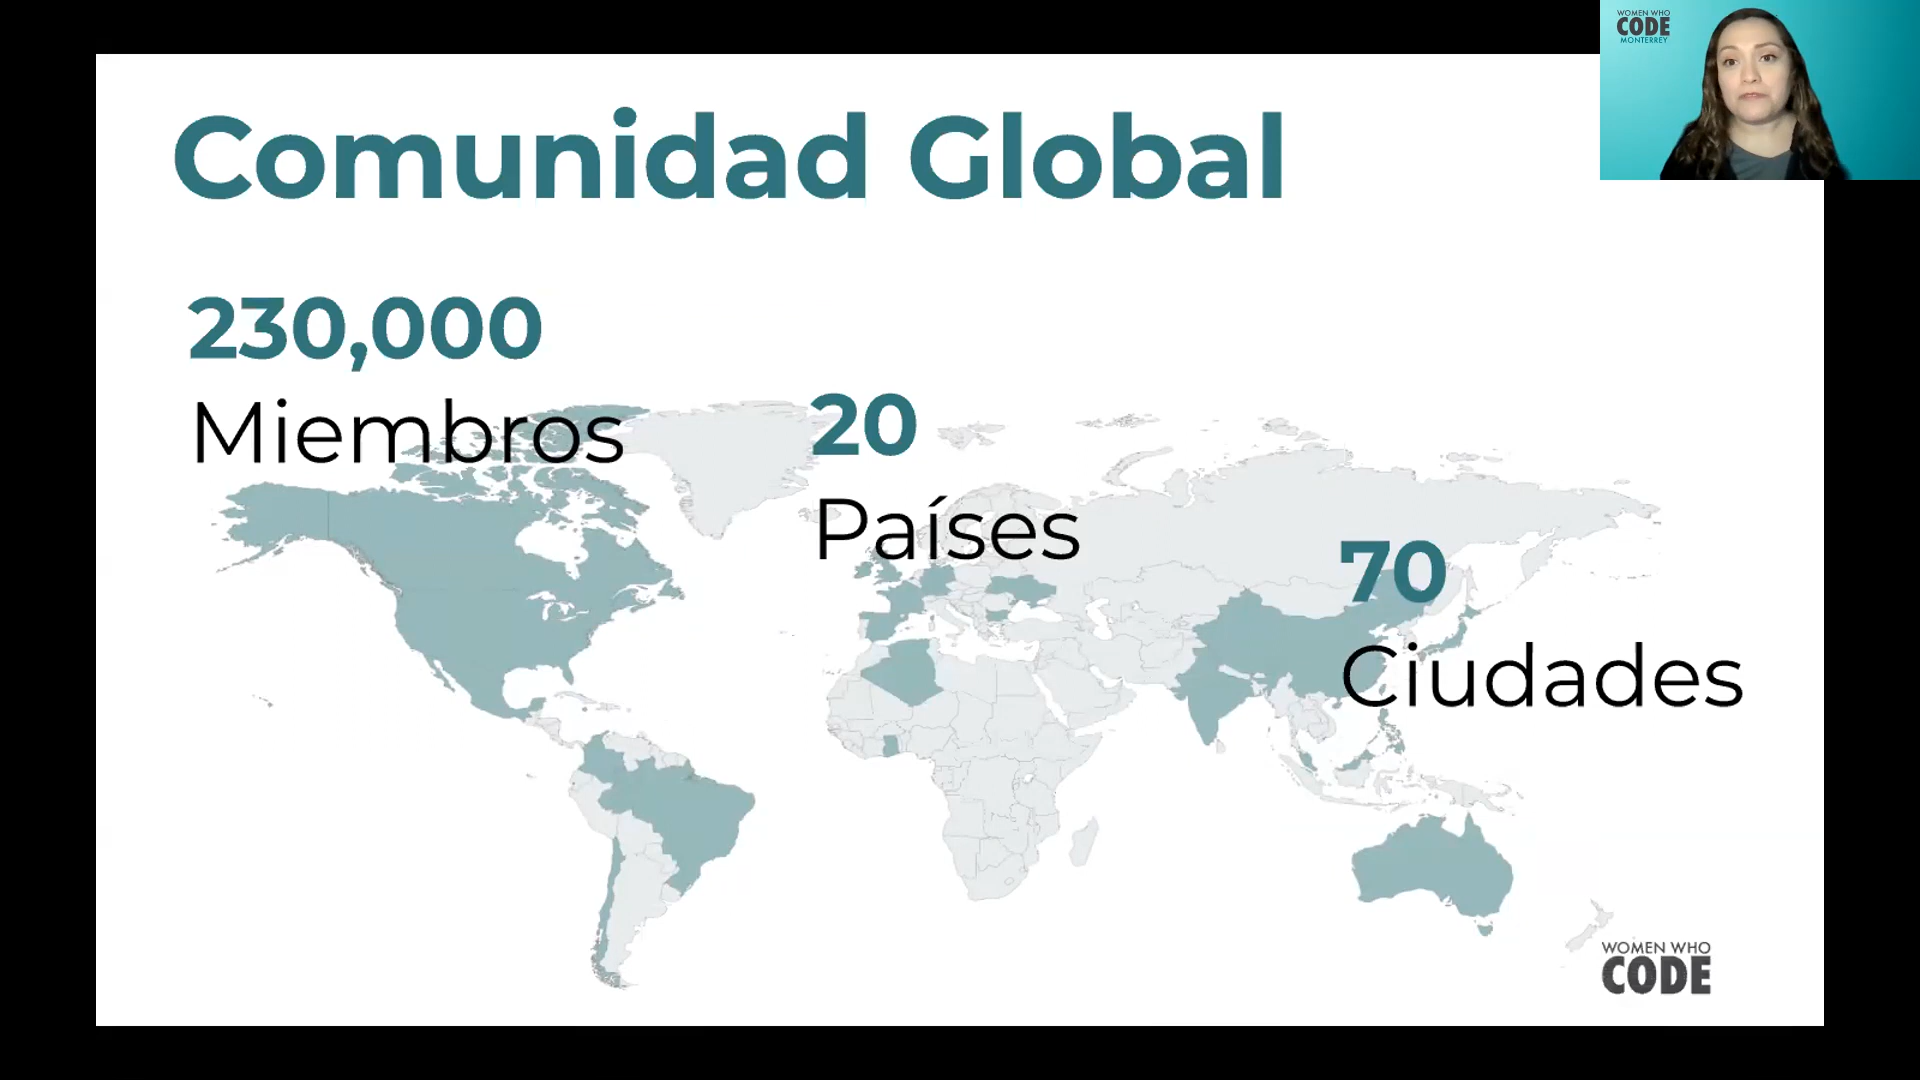 WOMEN WHO
CODE
MONTERREY
Comunidad Global
230,000
Miembros
20
Países
70
Ciudades
WOMEN WHO
CODE